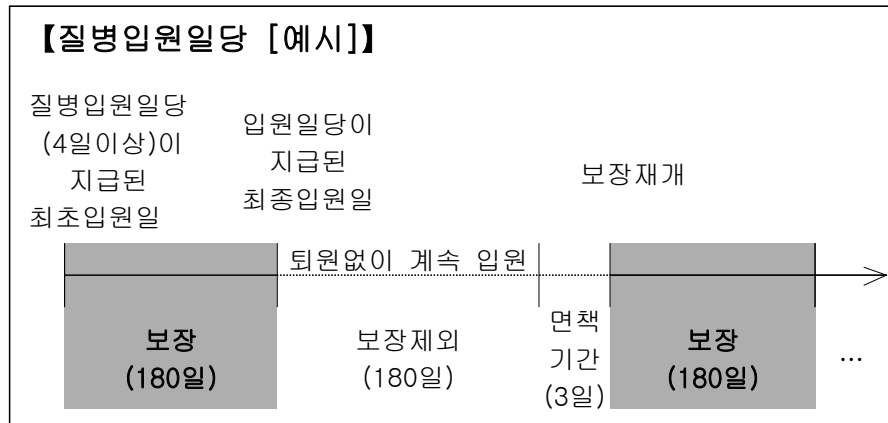 【질병입원일당 [예시]】
질병입원일당
(4일이상)이
지급된
최초입원일
입원일당이
지급된
최종입원일
보장재개
퇴원없이 계속 입원
보장
(180일)
보장제외
(180일)
면책
기간
(3일)
보장
(180일)
…